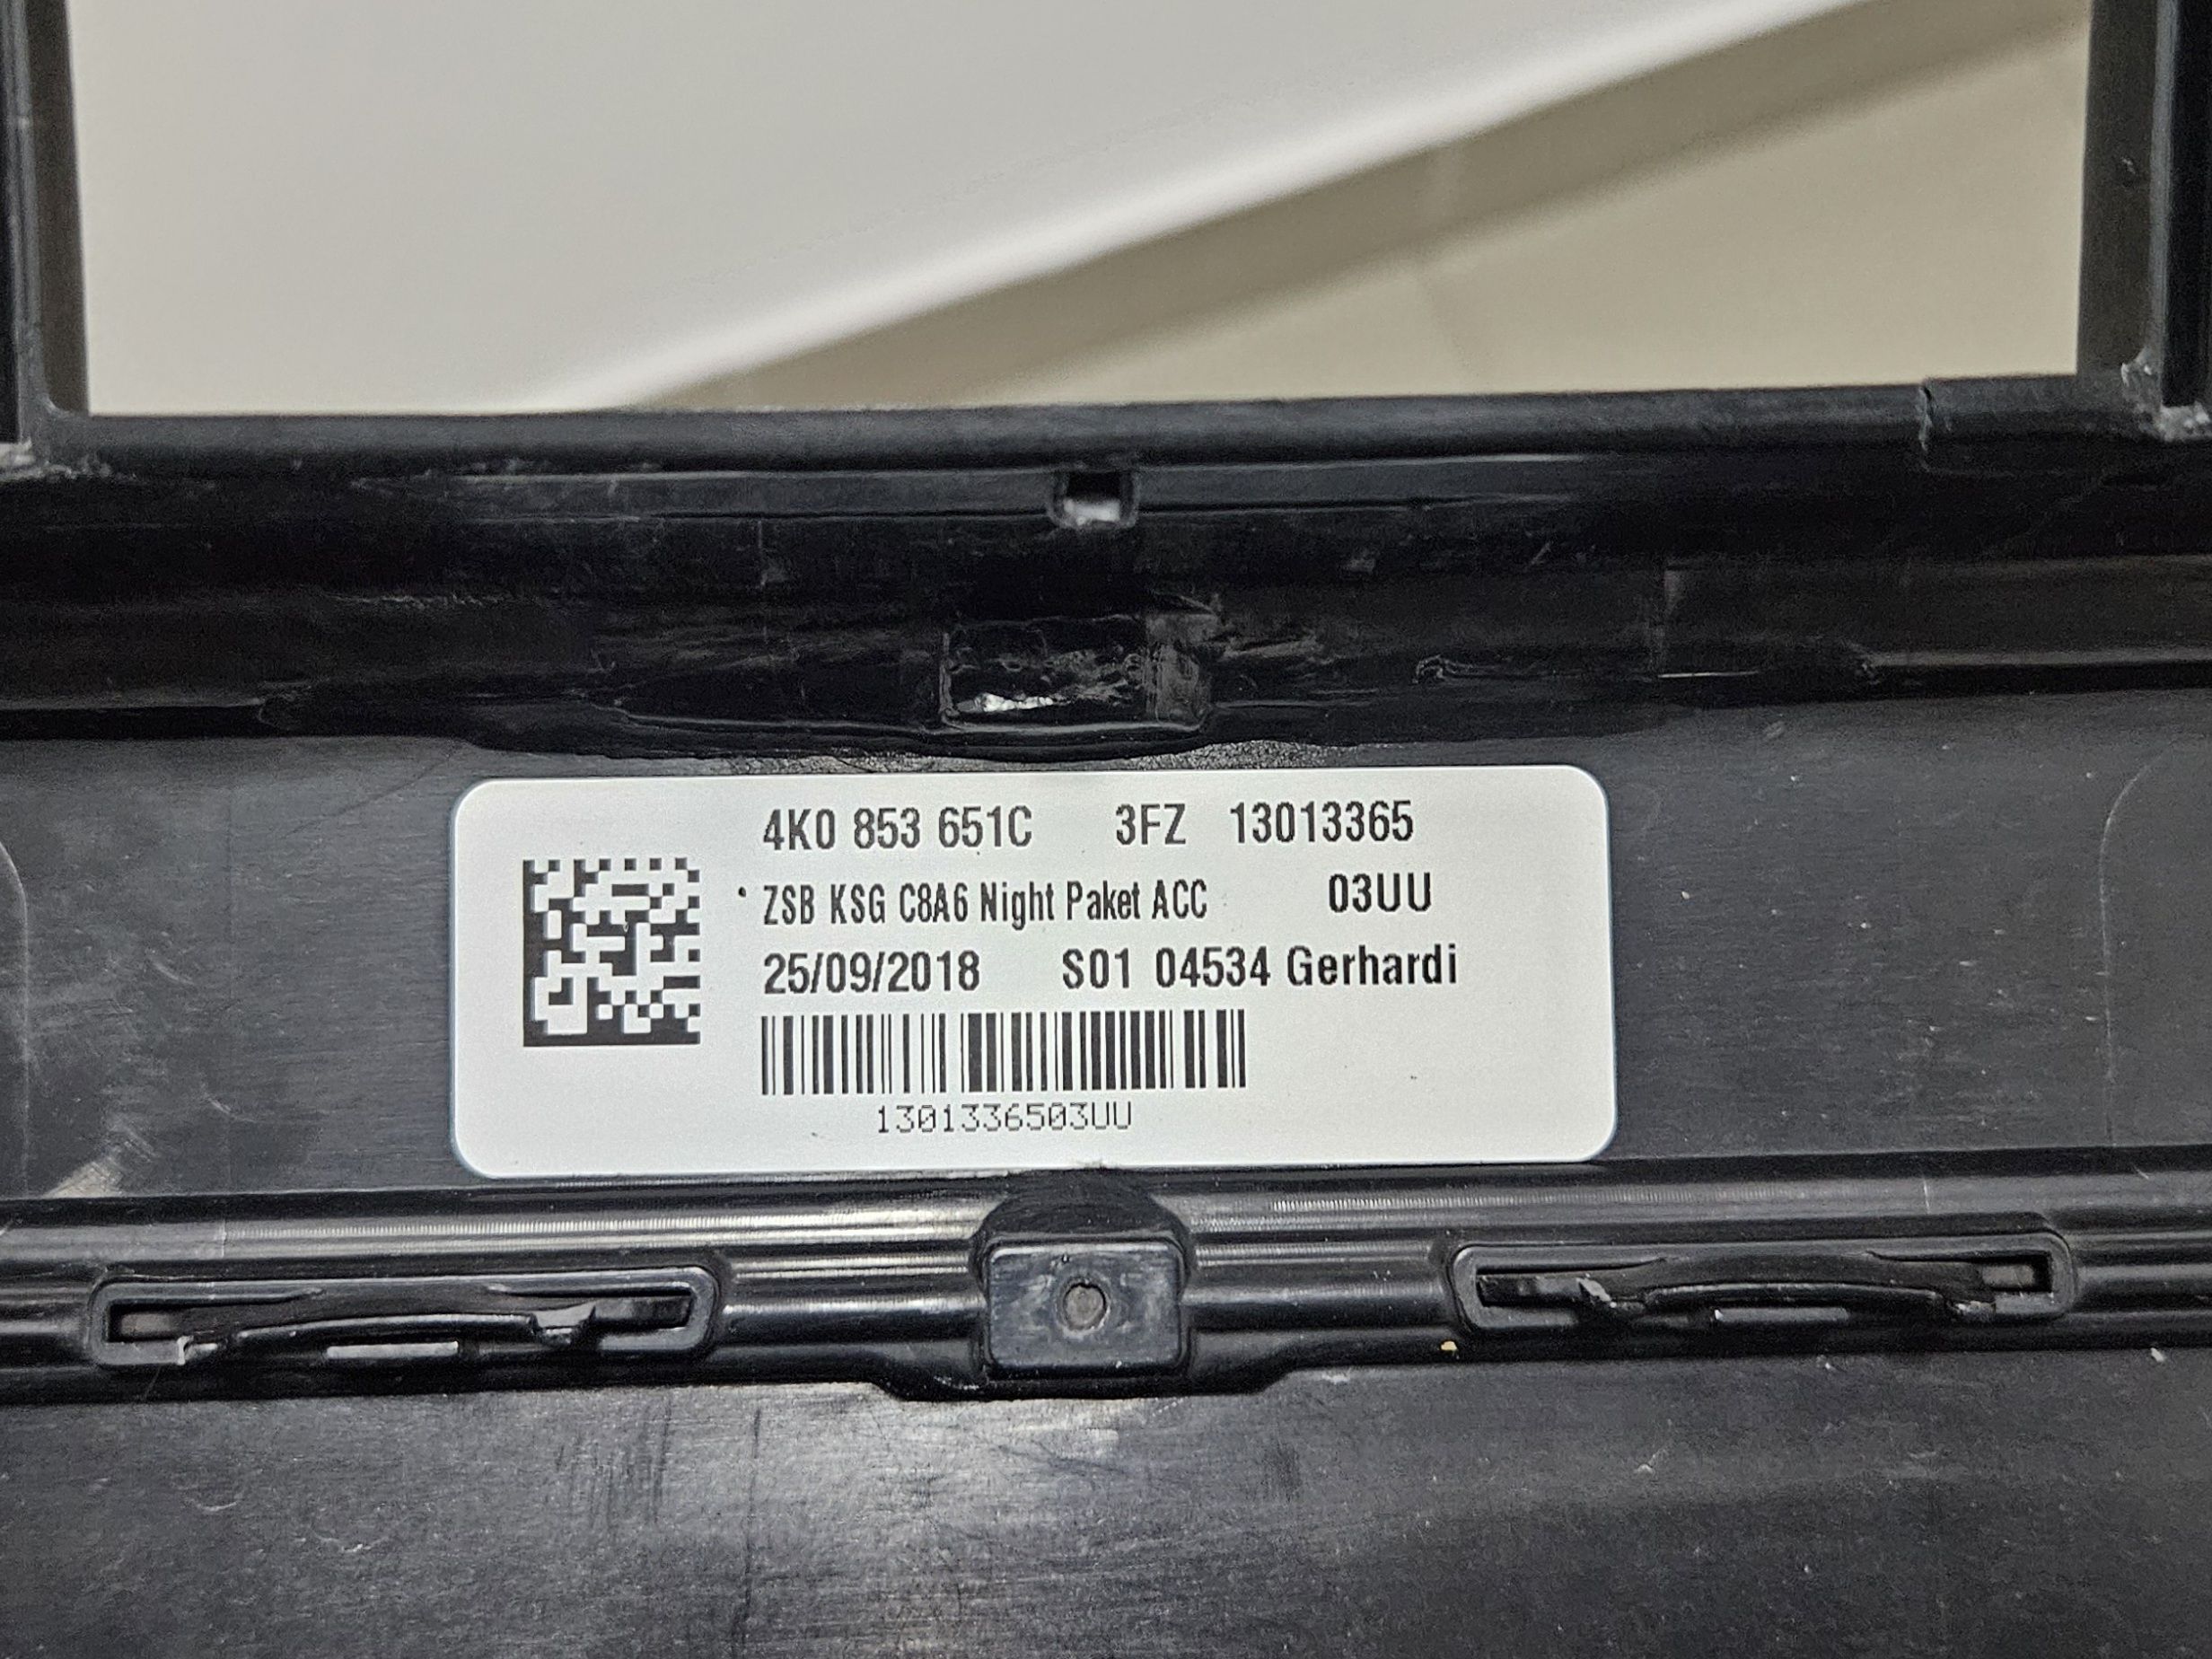 4K0 853 651C 3FZ 13013365
ZSB KSG C8A6 Night Paket ACC 03UU
25/09/2018 S01 04534 Gerhardi
1301336503UU